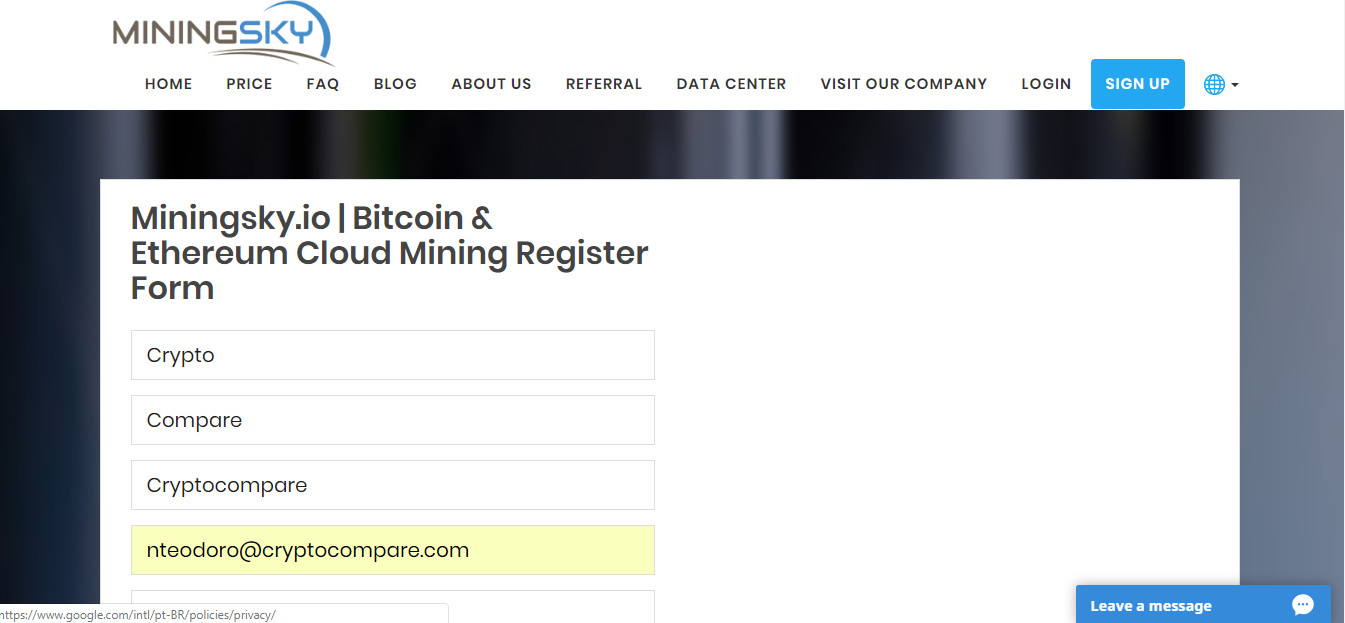 MININGSKY
HOME PRICE FAQ BLOG ABOUT US REFERRAL DATA CENTER VISIT OUR COMPANY LOGIN SIGN UP
Miningsky.io | Bitcoin &
Ethereum Cloud Mining Register
Form
Crypto
Compare
Cryptocompare
nteodoro@cryptocompare.com
https://www.google.com/intl/pt-BR/policies/privacy/
Leave a message